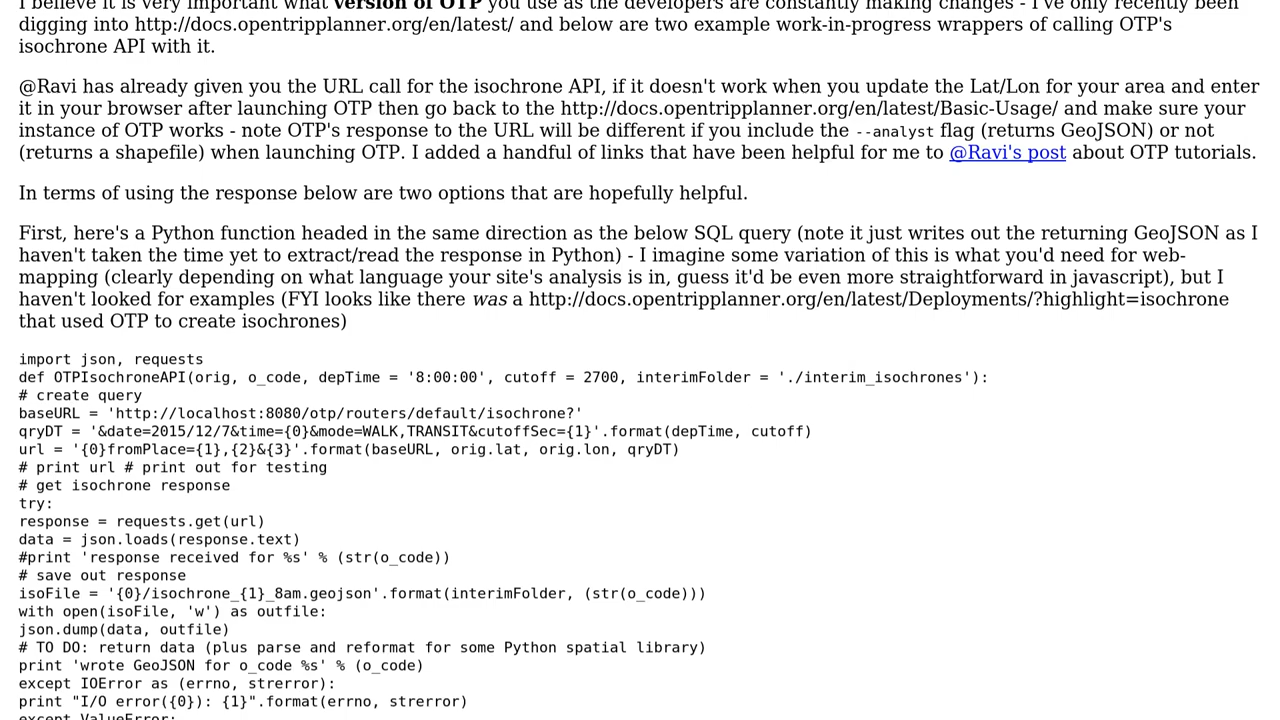 I believe it is very important what version of OTP you use as the developers are constantly making changes - I've only recently been
digging into http://docs.opentripplanner.org/en/latest/ and below are two example work-in-progress wrappers of calling OTP's
isochrone API with it.
@Ravi has already given you the URL call for the isochrone API, if it doesn't work when you update the Lat/Lon for your area and enter
it in your browser after launching OTP then go back to the http://docs.opentripplanner.org/en/latest/Basic-Usage/ and make sure your
instance of OTP works - note OTP's response to the URL will be different if you include the --analyst flag (returns GeoJSON) or not
(returns a shapefile) when launching OTP. I added a handful of links that have been helpful for me to @Ravi's post about OTP tutorials.
In terms of using the response below are two options that are hopefully helpful.
First, here's a Python function headed in the same direction as the below SQL query (note it just writes out the returning GeoJSON as I
haven't taken the time yet to extract/read the response in Python) - I imagine some variation of this is what you'd need for web-
mapping (clearly depending on what language your site's analysis is in, guess it'd be even more straightforward in javascript), but I
haven't looked for examples (FYI looks like there was a http://docs.opentripplanner.org/en/latest/Deployments/?highlight=isochrone
that used OTP to create isochrones)
import json, requests
def OTPIsochroneAPI(orig, o_code, depTime = '8:00:00', cutoff = 2700, interimFolder = './interim_isochrones'):
# create query
baseURL = 'http://localhost:8080/otp/routers/default/isochrone?'
qryDT = '&date=2015/12/7&time={0}&mode=WALK,TRANSIT&cutoffSec={1}'.format(depTime, cutoff)
url = '{0}fromPlace={1},{2}&{3}'.format(baseURL, orig.lat, orig.lon, qryDT)
# print url # print out for testing
# get isochrone response
try:
response = requests.get(url)
data = json.loads(response.text)
#print 'response received for %s' % (str(o_code))
# save out response
isoFile = '{0}/isochrone_{1}_8am.geojson'.format(interimFolder, (str(o_code)))
with open(isoFile, 'w') as outfile:
json.dump(data, outfile)
# TO DO: return data (plus parse and reformat for some Python spatial library)
print 'wrote GeoJSON for o_code %s' % (o_code)
except IOError as (errno, strerror):
print "I/O error({0}): {1}".format(errno, strerror)
except ValueError: